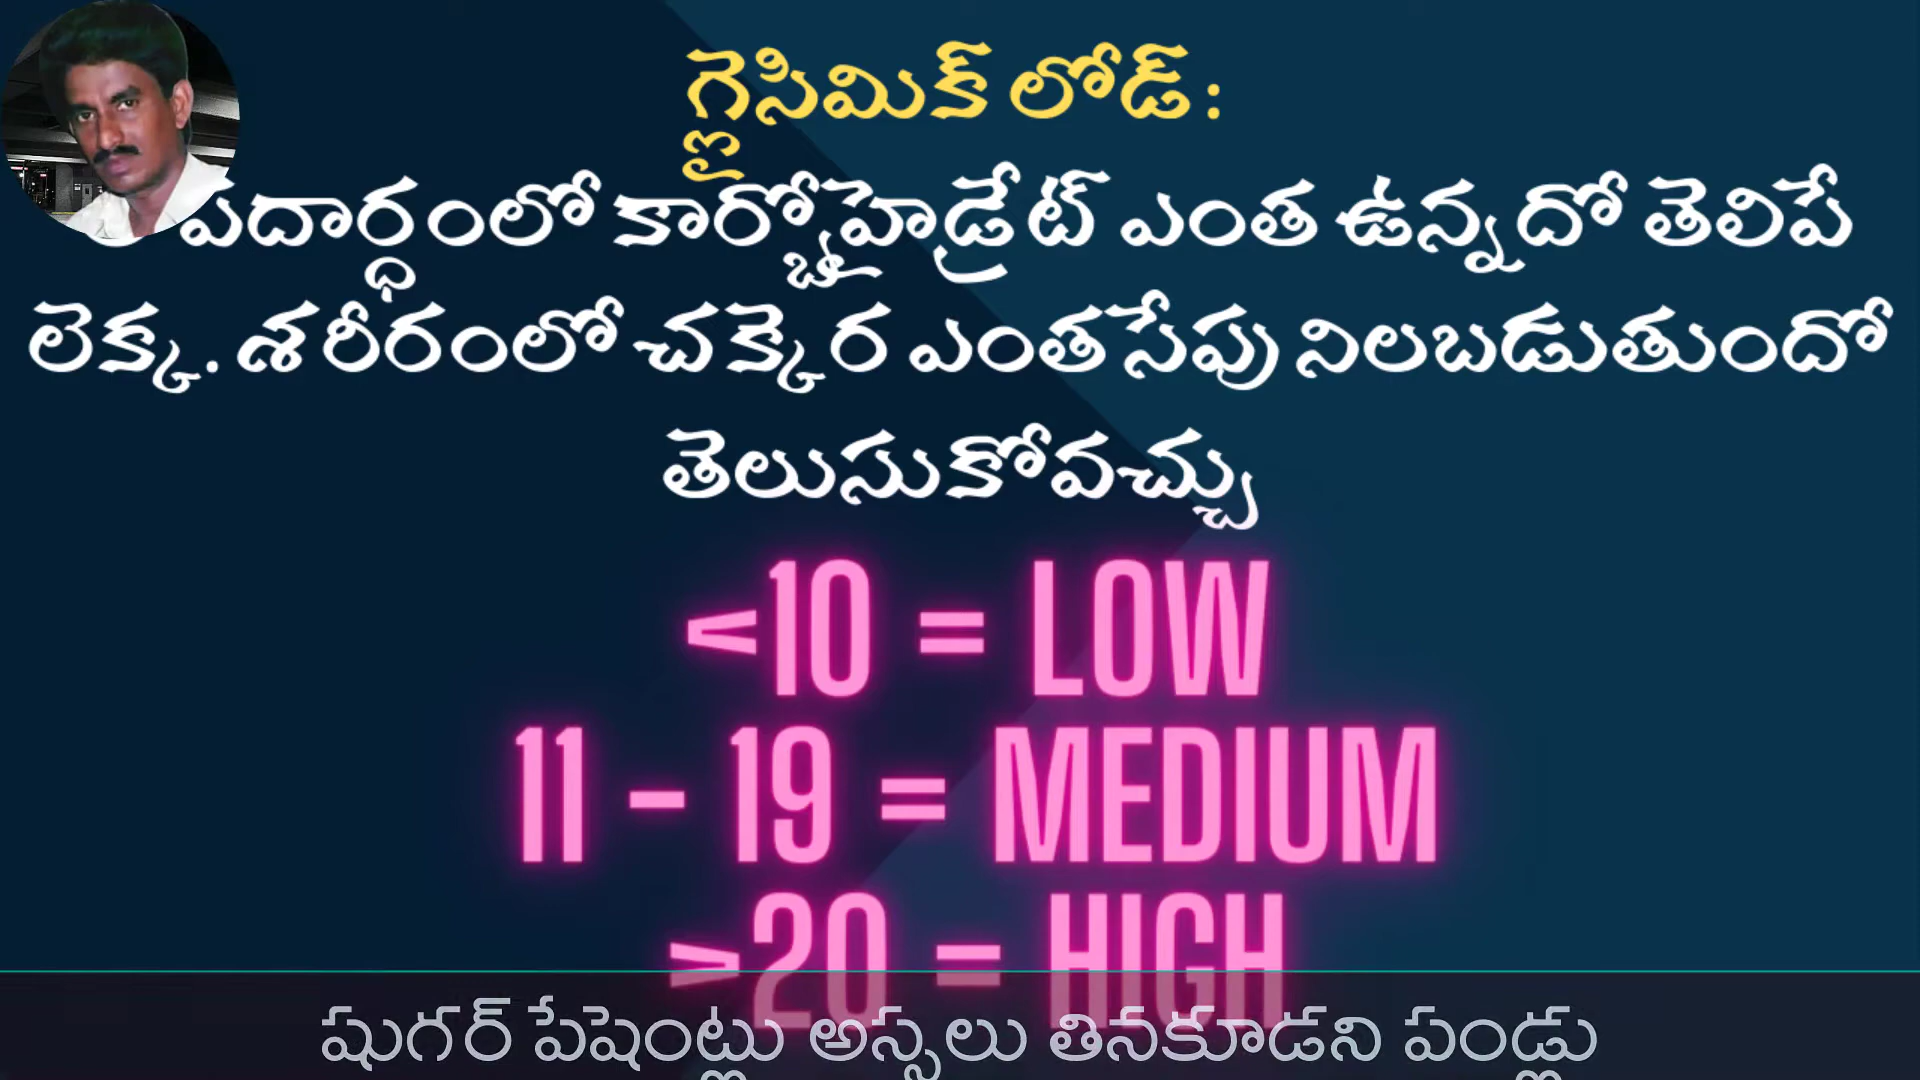 గ్లైసిమిక్ లోడ్ :
పదార్ధంలో కార్బోహైడ్రేట్ ఎంత ఉన్నదో తెలిపే
లెక్క. శరీరంలో చక్కెర ఎంతసేపు నిలబడుతుందో
తెలుసుకోవచ్చు
<10 = LOW
11 - 19 = MEDIUM
>20 = HIGH
షుగర్ పేషెంట్లు అస్సలు తినకూడని పండ్లు